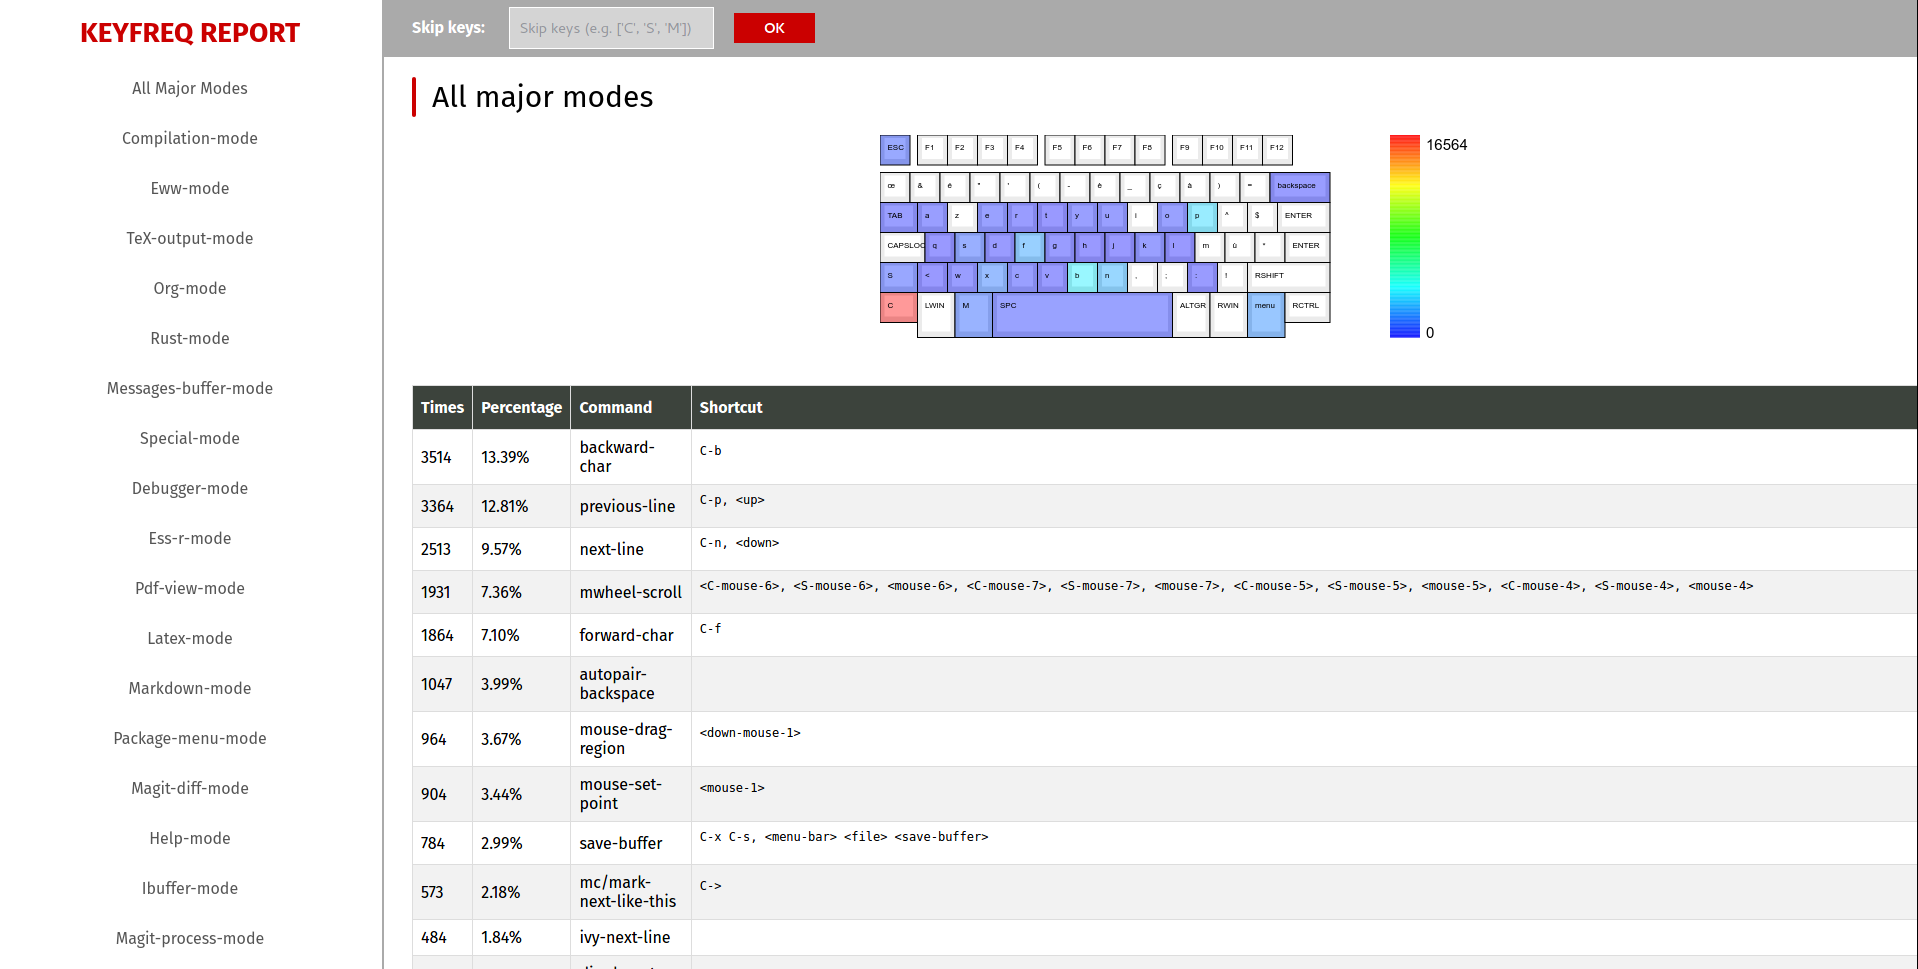 KEYFREQ REPORT
All Major Modes
Compilation-mode
Eww-mode
TeX-output-mode
Org-mode
Rust-mode
Messages-buffer-mode
Special-mode
Debugger-mode
Ess-r-mode
Pdf-view-mode
Latex-mode
Markdown-mode
Package-menu-mode
Magit-diff-mode
Help-mode
Ibuffer-mode
Magit-process-mode
Skip keys: Skip keys (e.g. ['C', 'S', 'M']) OK
All major modes
ESC F1 F2 F3 F4 F5 F6 F7 F8 F9 F10 F11 F12
œ & é " ' ( - è _ ç à ) = backspace
TAB a z e r t y u i o p ^ $ ENTER
CAPSLOC q s d f g h j k l m ù * ENTER
S < w x c v b n , ; : ! RSHIFT
C LWIN M SPC ALTGR RWIN menu RCTRL
16564
0
Times Percentage Command Shortcut
3514 13.39% backward-
char C-b
3364 12.81% previous-line C-p, <up>
2513 9.57% next-line C-n, <down>
1931 7.36% mwheel-scroll <C-mouse-6>, <S-mouse-6>, <mouse-6>, <C-mouse-7>, <S-mouse-7>, <mouse-7>, <C-mouse-5>, <S-mouse-5>, <mouse-5>, <C-mouse-4>, <S-mouse-4>, <mouse-4>
1864 7.10% forward-char C-f
1047 3.99% autopair-
backspace
964 3.67% mouse-drag-
region <down-mouse-1>
904 3.44% mouse-set-
point <mouse-1>
784 2.99% save-buffer C-x C-s, <menu-bar> <file> <save-buffer>
573 2.18% mc/mark-
next-like-this C->
484 1.84% ivy-next-line